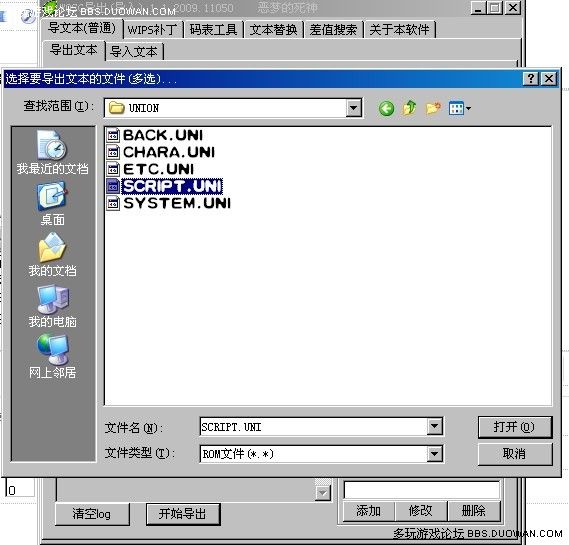 多玩游戏论坛 BBS.DUOWAN.COM
导出(导入) 2009.11050 恶梦的死神
导文本(普通) WIPS补丁 码表工具 文本替换 差值搜索 关于本软件
导出文本 导入文本
选择要导出文本的文件(多选)...
查找范围(I): UNION
我最近的文档
桌面
我的文档
我的电脑
网上邻居
BACK.UNI
CHARA.UNI
ETC.UNI
SCRIPT.UNI
SYSTEM.UNI
文件名(N): SCRIPT.UNI 打开(O)
文件类型(T): ROM文件(*.*) 取消
0
清空log 开始导出 添加 修改 删除
多玩游戏论坛 BBS.DUOWAN.COM